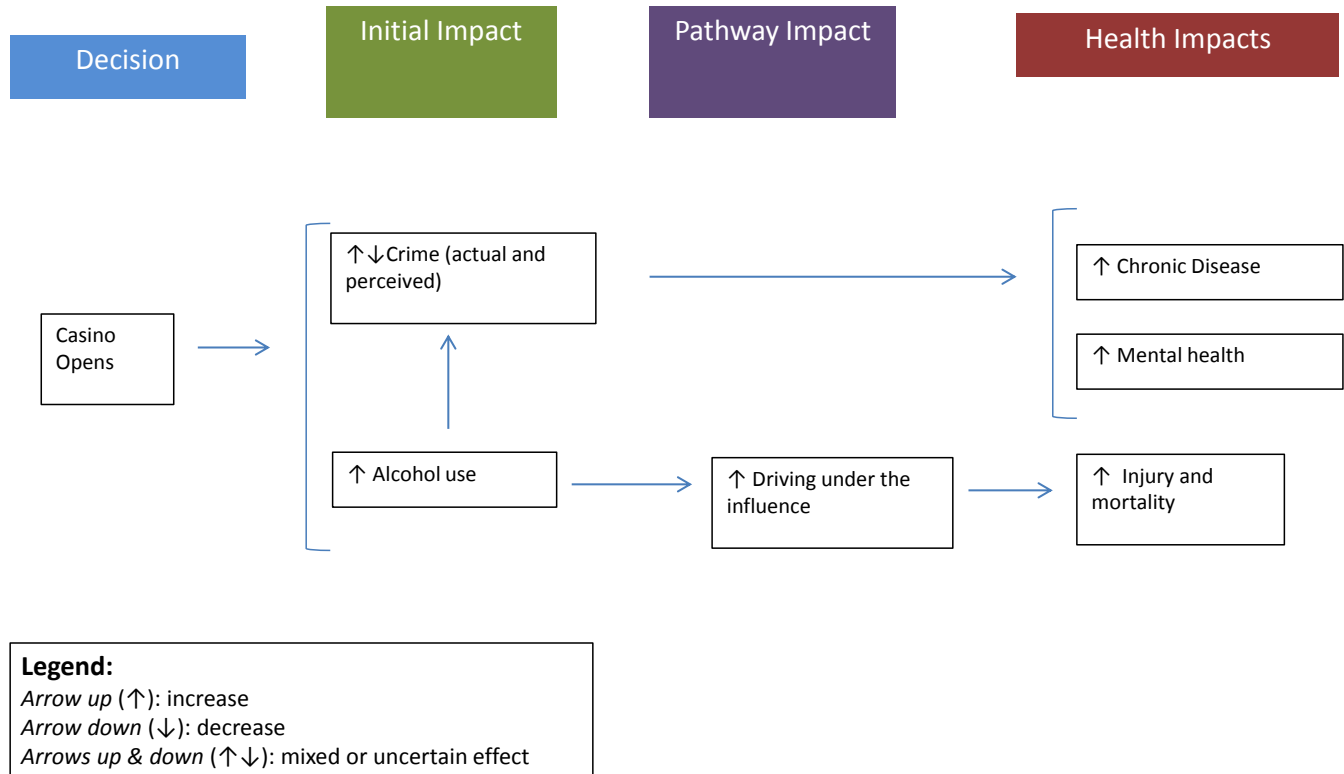 Decision
Initial Impact
Pathway Impact
Health Impacts
↑↓Crime (actual and
perceived)
↑ Chronic Disease
Casino
Opens
↑ Mental health
↑ Alcohol use
↑ Driving under the
influence
↑ Injury and
mortality
Legend:
Arrow up (↑): increase
Arrow down (↓): decrease
Arrows up & down (↑↓): mixed or uncertain effect